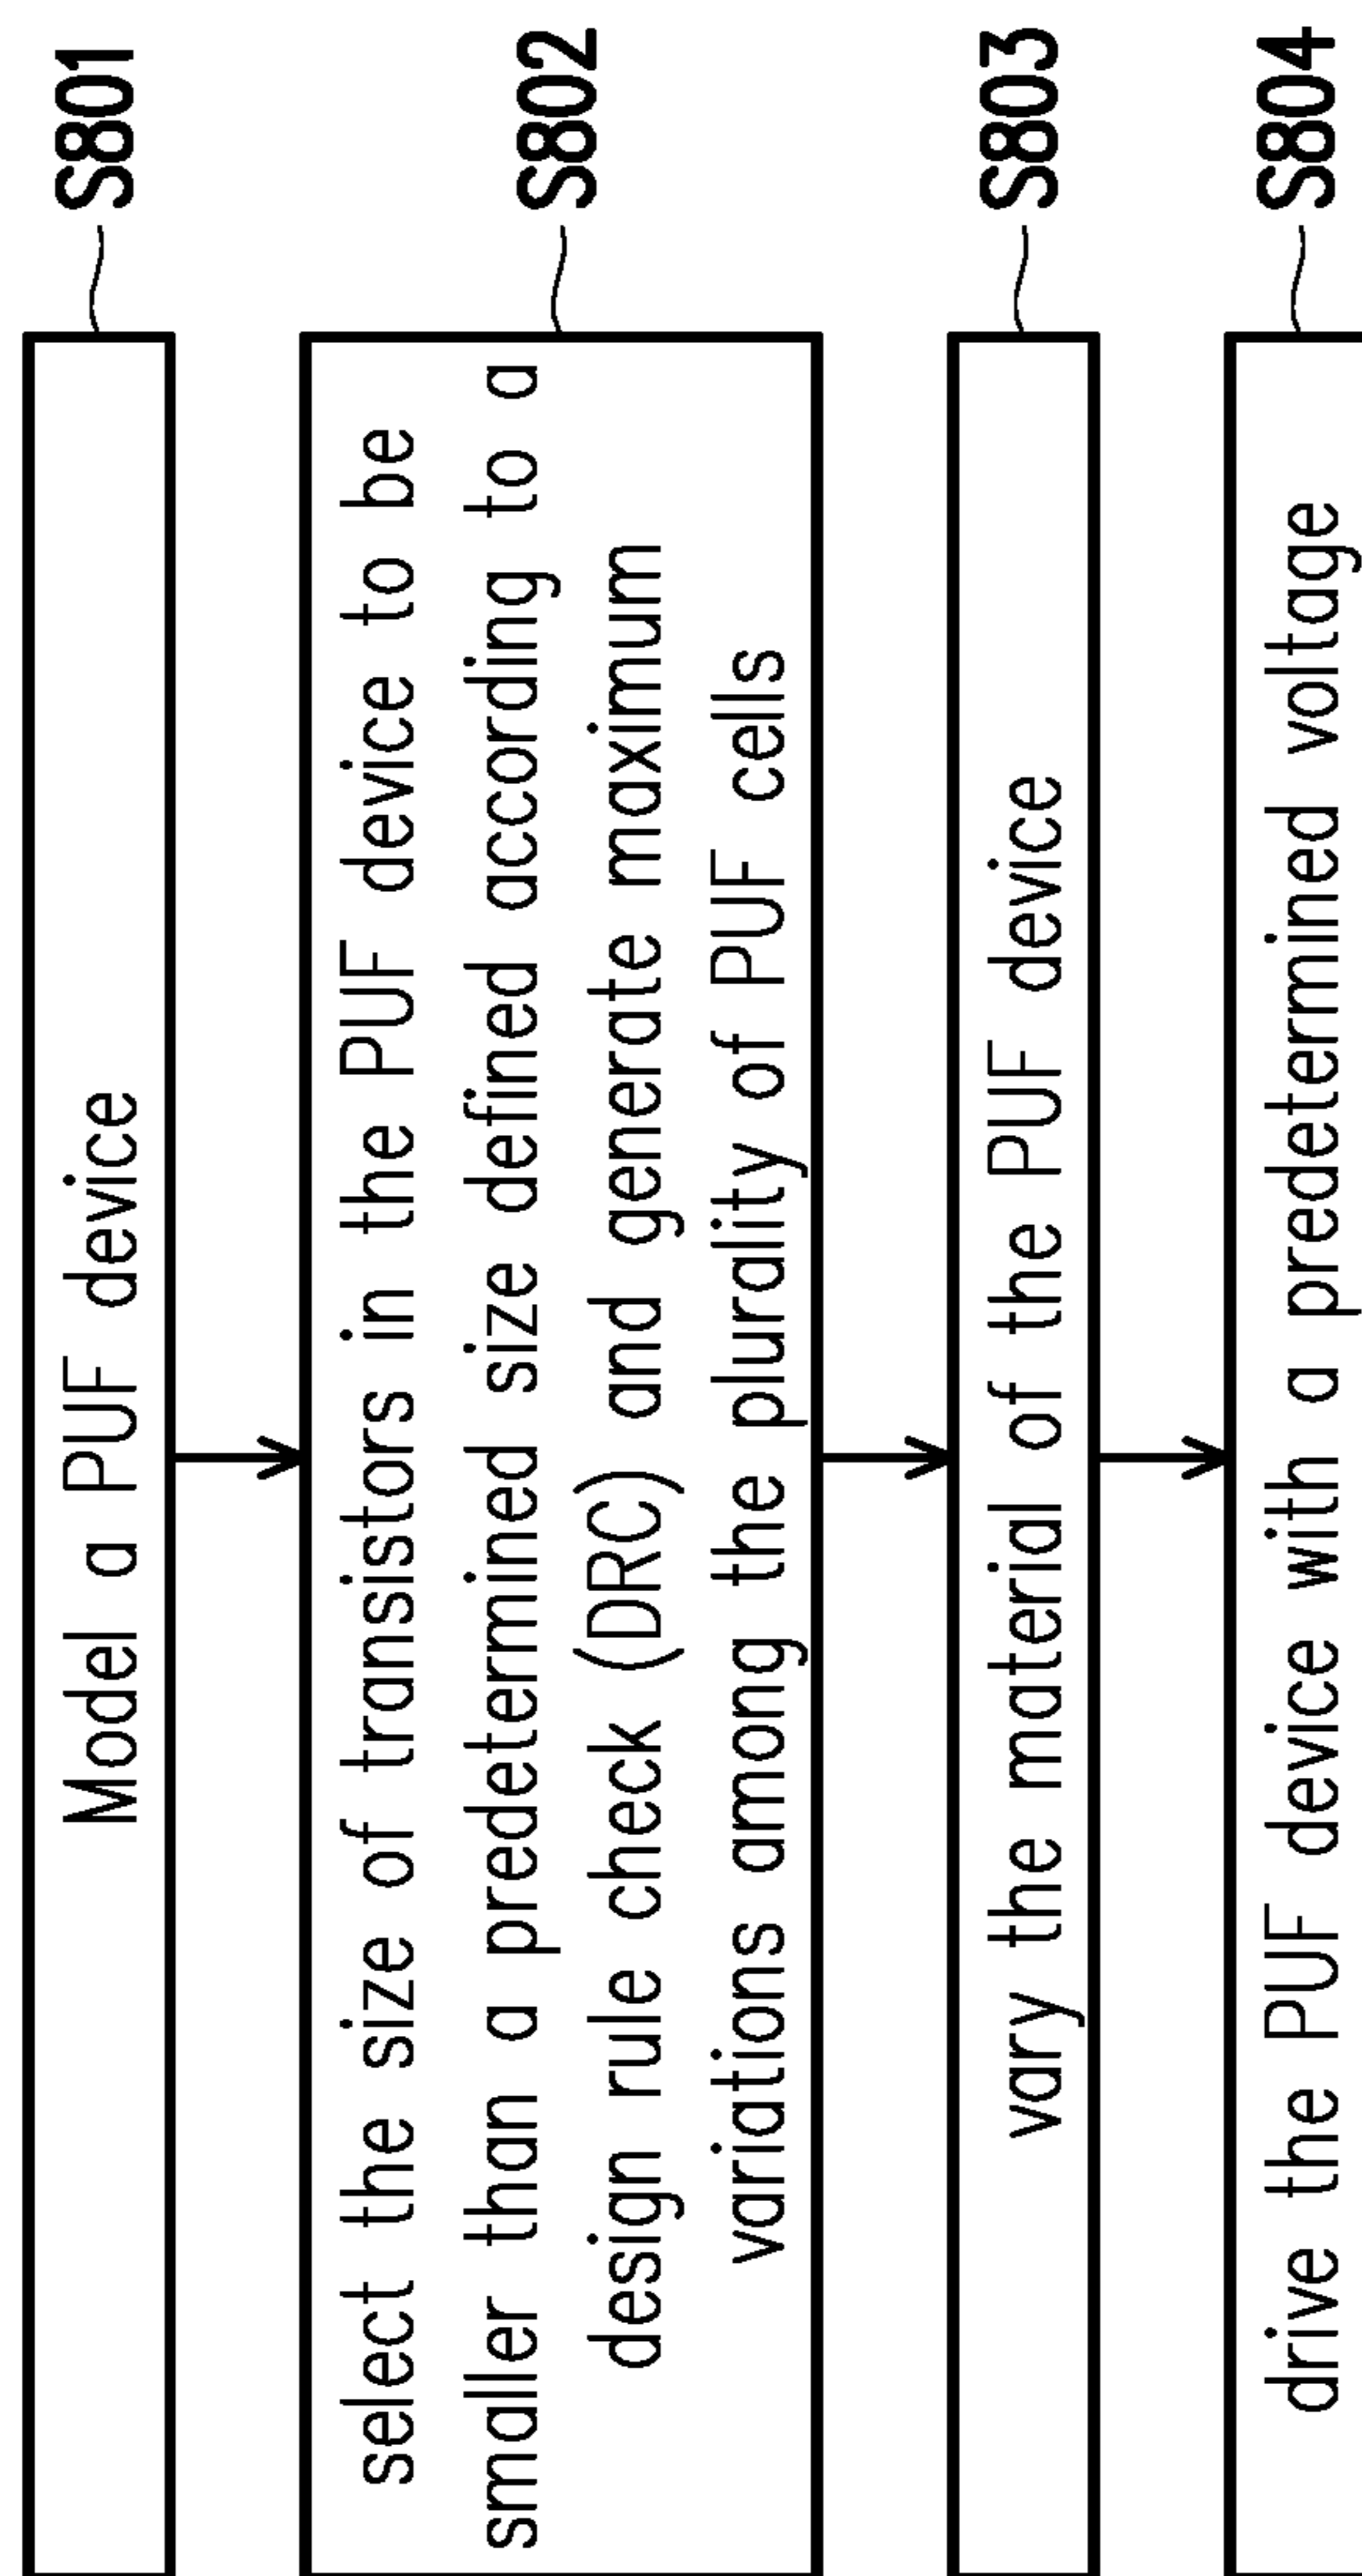 Model a PUF device
S801
select the size of transistors in the PUF device to be
smaller than a predetermined size defined according to a
design rule check (DRC) and generate maximum
variations among the plurality of PUF cells
S802
vary the material of the PUF device
S803
drive the PUF device with a predetermined voltage
S804